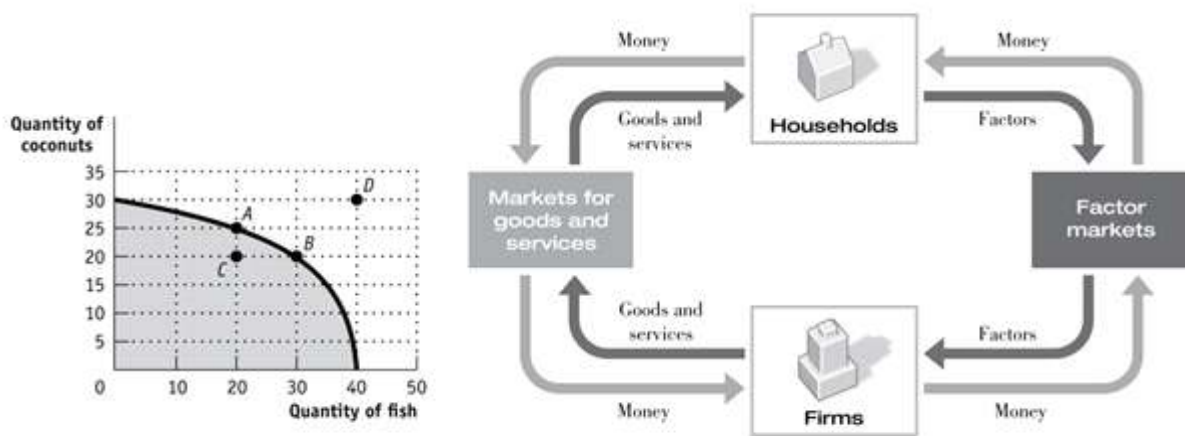 Quantity of
coconuts
35
30
25
20
15
10
5
0
10
20
30
40
50
Quantity of fish
A
B
C
D
Money
Money
Households
Goods and
services
Factors
Markets for
goods and
services
Factor
markets
Goods and
services
Factors
Firms
Money
Money